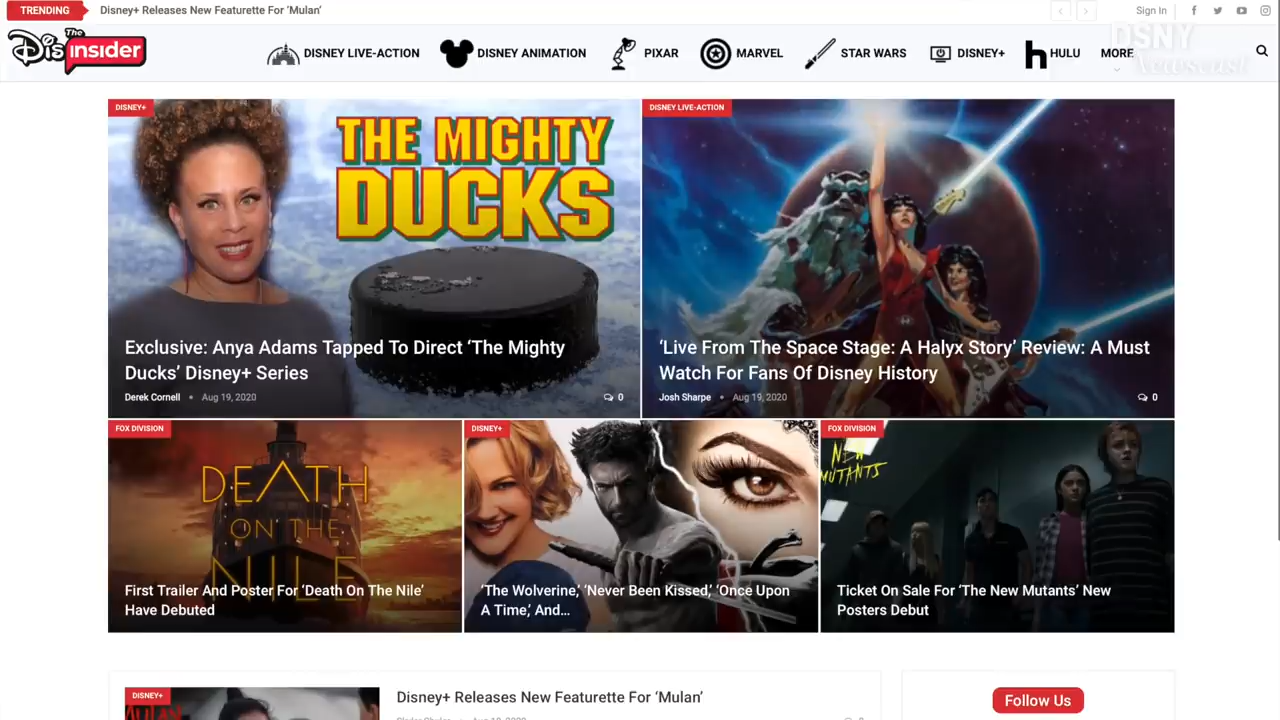 TRENDING
Disney+ Releases New Featurette For ‘Mulan’
Sign In
The
Dis insider
DISNEY LIVE-ACTION
DISNEY ANIMATION
PIXAR
MARVEL
STAR WARS
DISNEY+
h HULU
MORE
DSNY
Newscast
DISNEY+
THE MIGHTY
DUCKS
Exclusive: Anya Adams Tapped To Direct ‘The Mighty
Ducks’ Disney+ Series
Derek Cornell • Aug 19, 2020
0
DISNEY LIVE-ACTION
‘Live From The Space Stage: A Halyx Story’ Review: A Must
Watch For Fans Of Disney History
Josh Sharpe • Aug 19, 2020
0
FOX DIVISION
DEATH
ON THE
NILE
First Trailer And Poster For ‘Death On The Nile’
Have Debuted
DISNEY+
‘The Wolverine,’ ‘Never Been Kissed,’ ‘Once Upon
A Time,’ And...
FOX DIVISION
NEW
MUTANTS
Ticket On Sale For ‘The New Mutants’ New
Posters Debut
DISNEY+
MULAN
Disney+ Releases New Featurette For ‘Mulan’
Follow Us